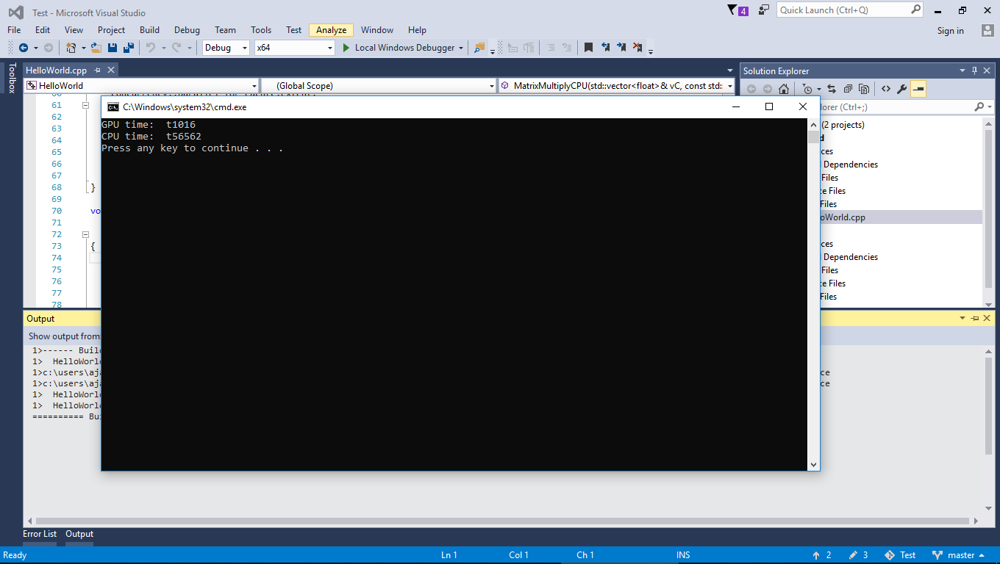 Test - Microsoft Visual Studio
4
Quick Launch (Ctrl+Q)
File Edit View Project Build Debug Team Tools Test Analyze Window Help
Sign in
Debug x64 Local Windows Debugger
Toolbox
HelloWorld.cpp
HelloWorld (Global Scope) MatrixMultiplyCPU(std::vector<float>& vC, const std:
61
62
63
64
65
66
67
68 }
69
70 vo
71
72
73 {
74
75
76
77
78
C:\Windows\system32\cmd.exe
GPU time:  t1016
CPU time:  t56562
Press any key to continue . . .
Solution Explorer
lorer (Ctrl+;)
(2 projects)
d
ces
Dependencies
Files
ce Files
Files
oWorld.cpp
ces
Dependencies
Files
ce Files
Files
Output
Show output from:
1>------ Buil
1>  HelloWorl
1>c:\users\aj
ce
1>c:\users\aj
ce
1>  HelloWorl
1>  HelloWorl
========== Bu
Error List Output
Ready Ln 1 Col 1 Ch 1 INS 2 3 Test master